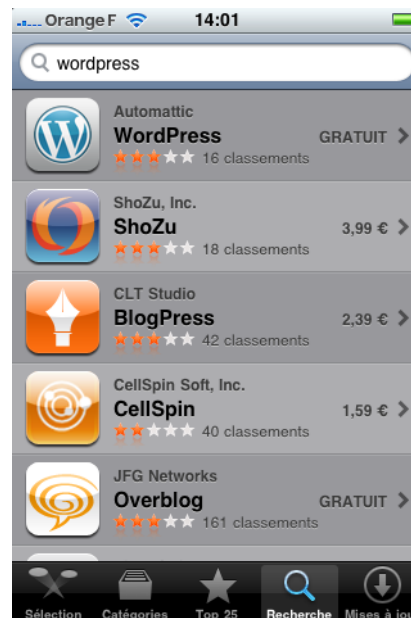 Orange F 14:01
wordpress
Automattic
WordPress GRATUIT
16 classements
ShoZu, Inc.
ShoZu 3,99 €
18 classements
CLT Studio
BlogPress 2,39 €
42 classements
CellSpin Soft, Inc.
CellSpin 1,59 €
40 classements
JFG Networks
Overblog GRATUIT
161 classements
Sélection Catégories Top 25 Recherche Mises à jou